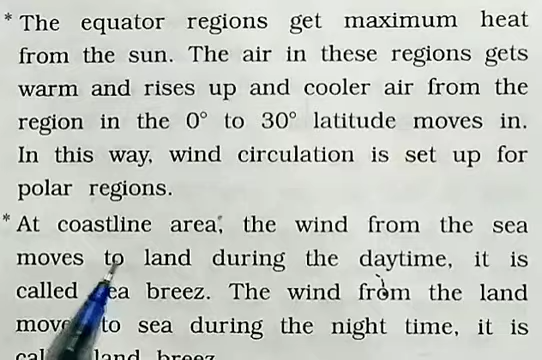 * The equator regions get maximum heat
from the sun. The air in these regions gets
warm and rises up and cooler air from the
region in the 0° to 30° latitude moves in.
In this way, wind circulation is set up for
polar regions.
* At coastline area, the wind from the sea
moves to land during the daytime, it is
called ea breez. The wind from the land
move to sea during the night time, it is
cal land breez